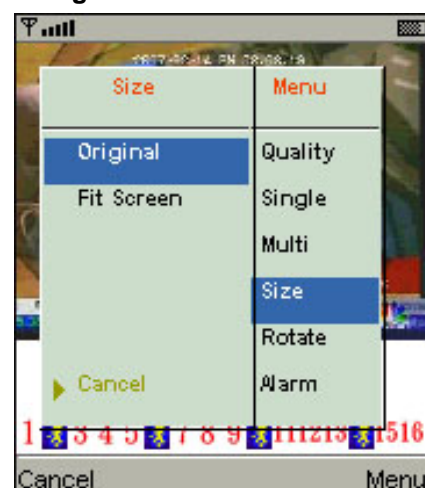 Size
Menu
Original
Quality
Fit Screen
Single
Multi
Size
Rotate
Cancel
Alarm
Cancel
Menu